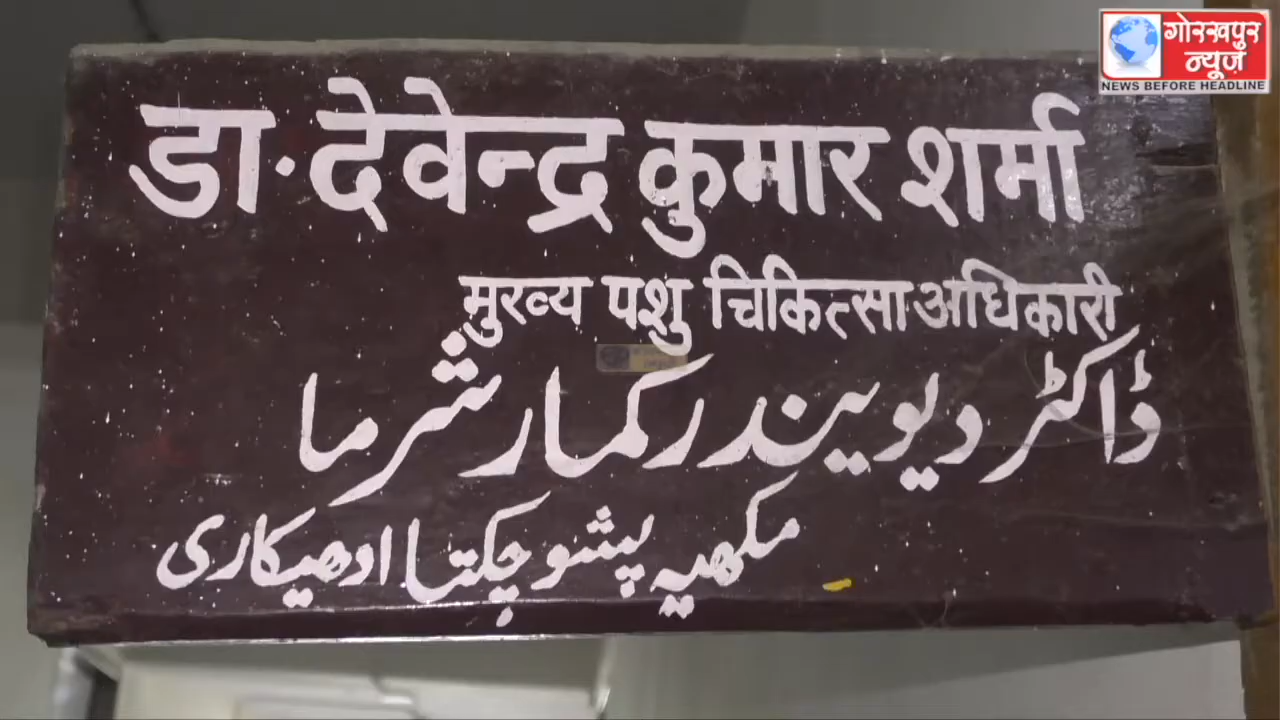 गोरखपुर
न्यूज़
NEWS BEFORE HEADLINE
डा. देवेन्द्र कुमार शर्मा
मुख्य पशु चिकित्सा अधिकारी
ڈاکٹر دیویندر کمار شرما
مکھیہ پشو چکتسا ادھیکاری